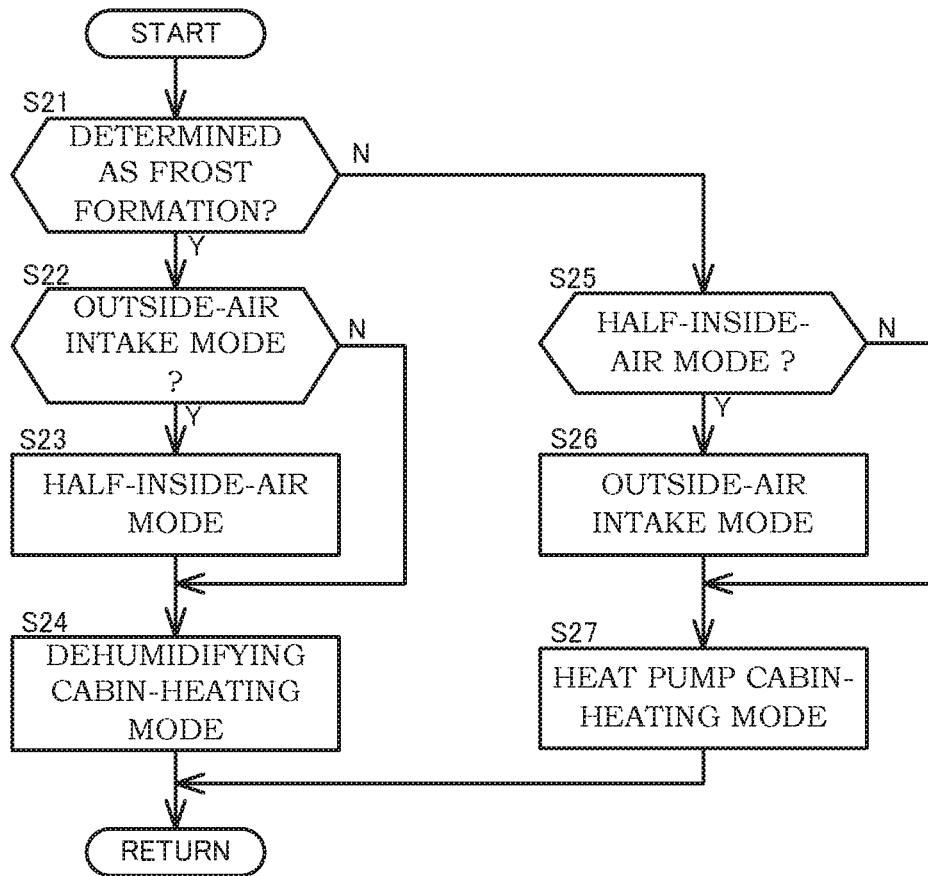 START
S21
DETERMINED
AS FROST
FORMATION?
N
Y
S22
OUTSIDE-AIR
INTAKE MODE
?
N
Y
S23
HALF-INSIDE-AIR
MODE
S24
DEHUMIDIFYING
CABIN-HEATING
MODE
S25
HALF-INSIDE-
AIR MODE ?
N
Y
S26
OUTSIDE-AIR
INTAKE MODE
S27
HEAT PUMP CABIN-
HEATING MODE
RETURN